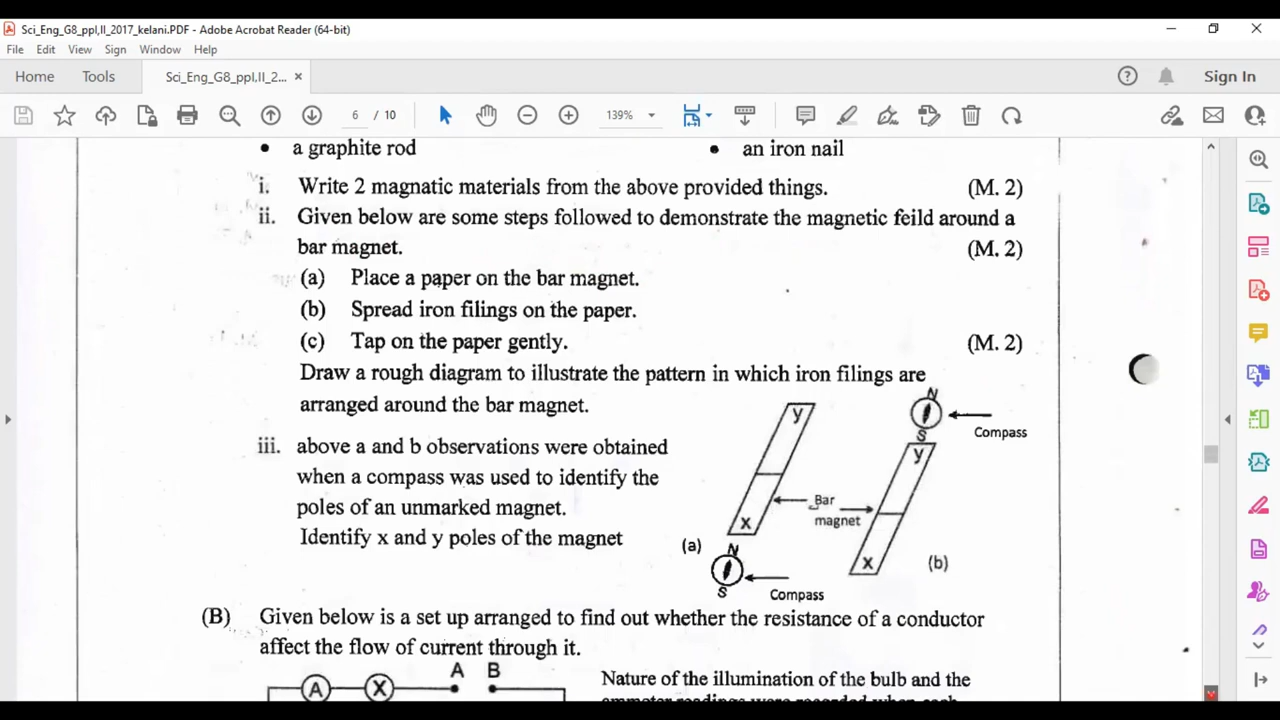 Sci_Eng_G8_ppl,II_2017_kelani.PDF - Adobe Acrobat Reader (64-bit)
File Edit View Sign Window Help
Home Tools Sci_Eng_G8_ppl,II_2... × Sign In
6 / 10 139%
• a graphite rod • an iron nail
i. Write 2 magnatic materials from the above provided things. (M. 2)
ii. Given below are some steps followed to demonstrate the magnetic feild around a
bar magnet. (M. 2)
(a) Place a paper on the bar magnet.
(b) Spread iron filings on the paper.
(c) Tap on the paper gently. (M. 2)
Draw a rough diagram to illustrate the pattern in which iron filings are
arranged around the bar magnet.
iii. above a and b observations were obtained
when a compass was used to identify the
poles of an unmarked magnet.
Identify x and y poles of the magnet
y
x
(a)
N
S
Compass
Bar
magnet
N
S
Compass
y
x
(b)
(B) Given below is a set up arranged to find out whether the resistance of a conductor
affect the flow of current through it.
A B
A X
Nature of the illumination of the bulb and the